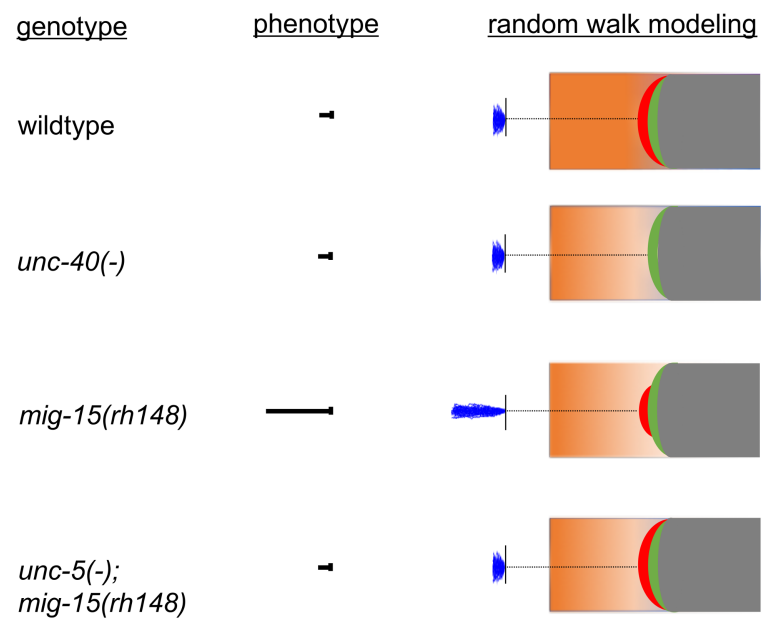 genotype phenotype random walk modeling
wildtype
unc-40(-)
mig-15(rh148)
unc-5(-);
mig-15(rh148)